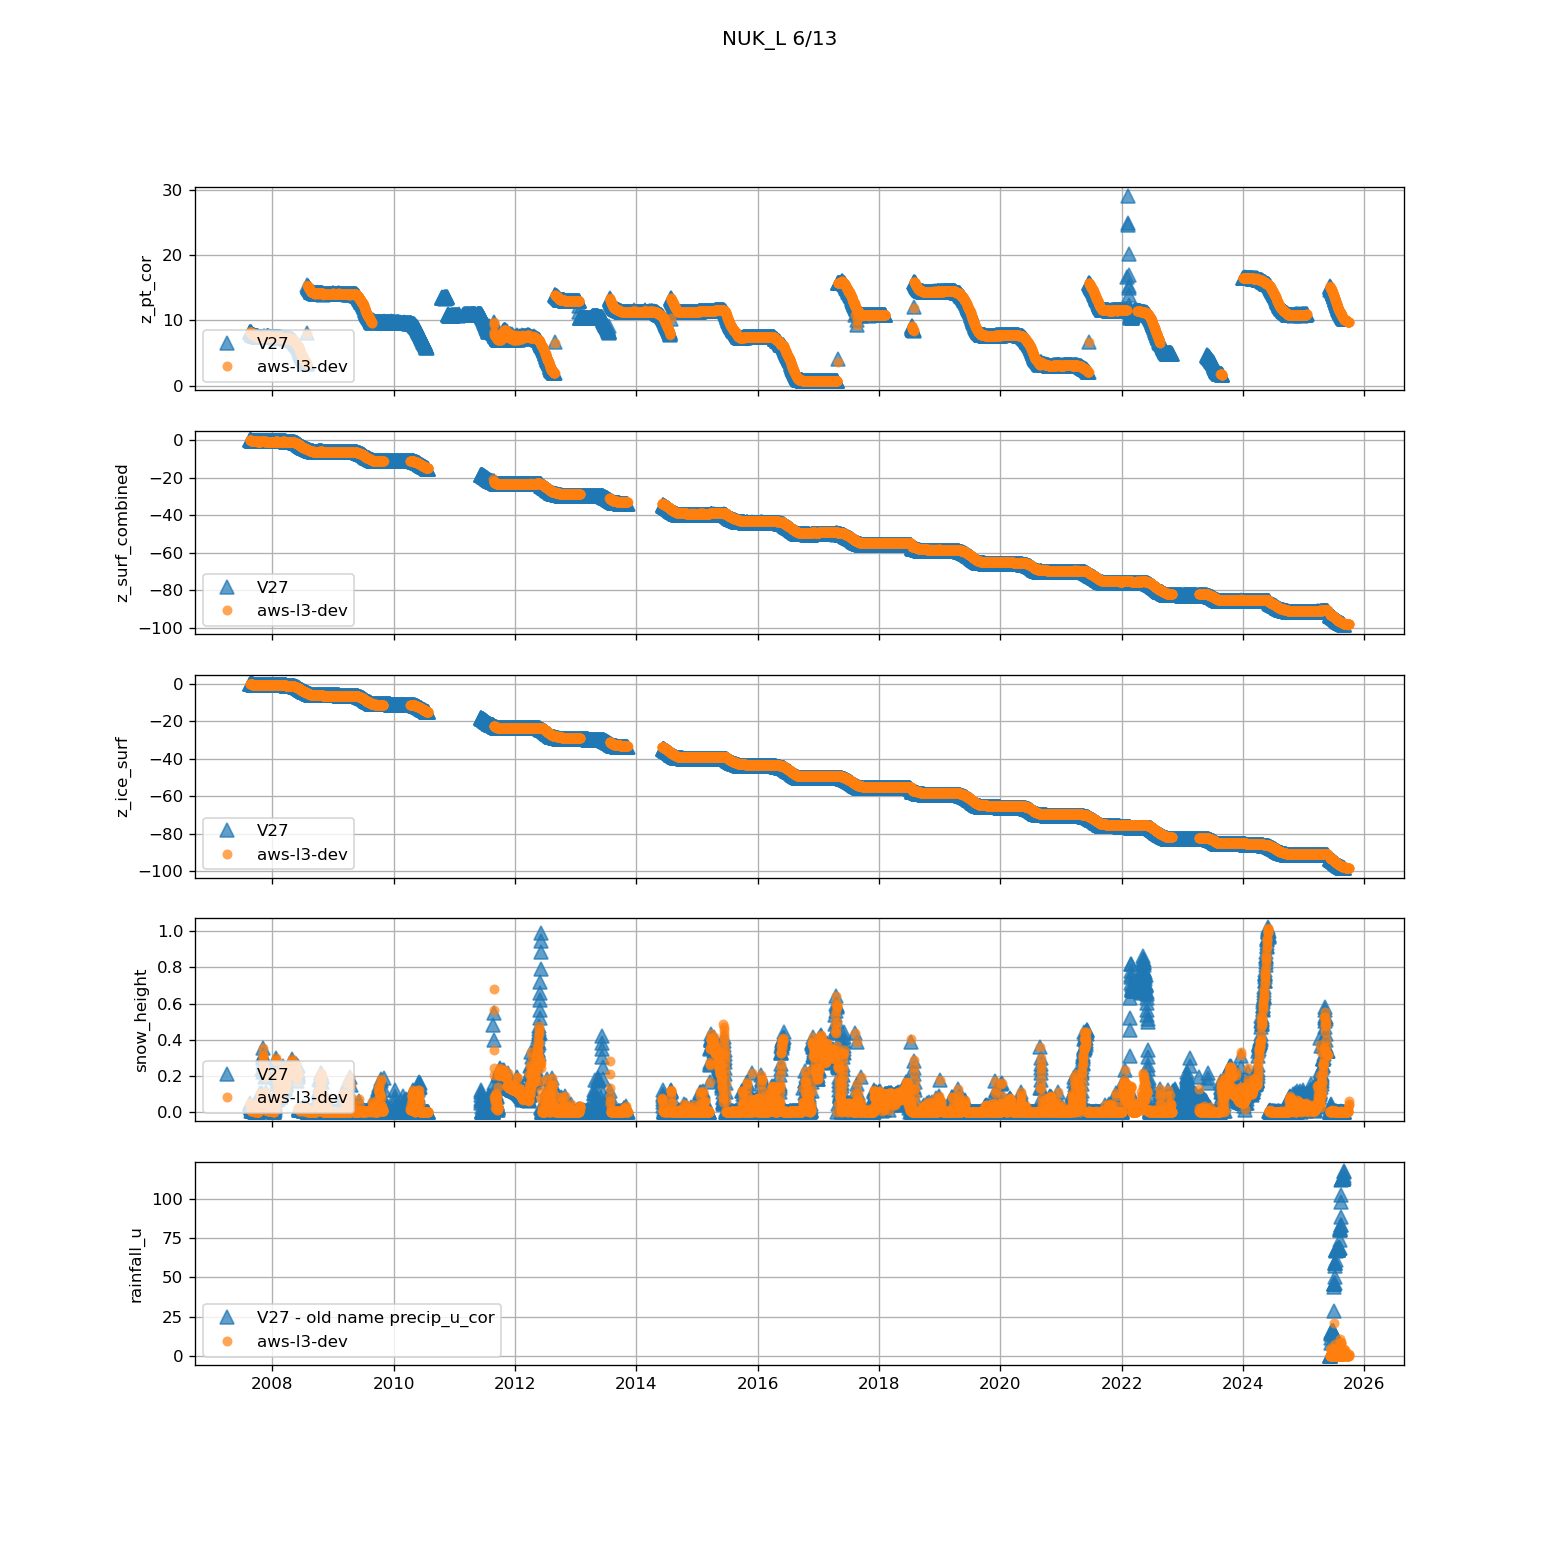 NUK_L 6/13
30
20
10
0
z_pt_cor
V27
aws-l3-dev
0
−20
−40
−60
−80
−100
z_surf_combined
V27
aws-l3-dev
0
−20
−40
−60
−80
−100
z_ice_surf
V27
aws-l3-dev
1.0
0.8
0.6
0.4
0.2
0.0
snow_height
V27
aws-l3-dev
100
75
50
25
0
rainfall_u
V27 - old name precip_u_cor
aws-l3-dev
2008 2010 2012 2014 2016 2018 2020 2022 2024 2026